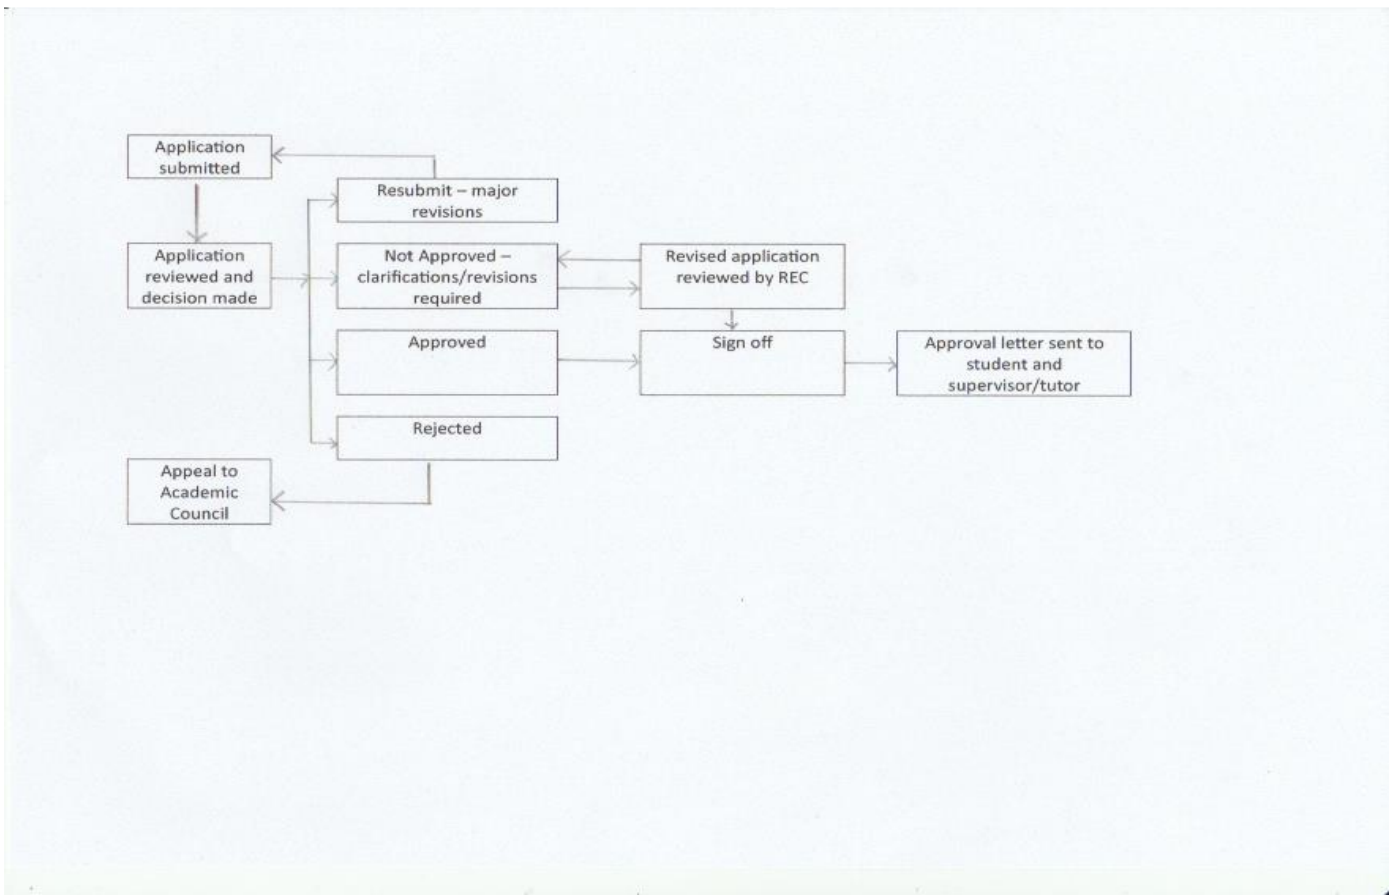 Application
submitted
Resubmit – major
revisions
Application
reviewed and
decision made
Not Approved –
clarifications/revisions
required
Revised application
reviewed by REC
Approved
Sign off
Approval letter sent to
student and
supervisor/tutor
Rejected
Appeal to
Academic
Council